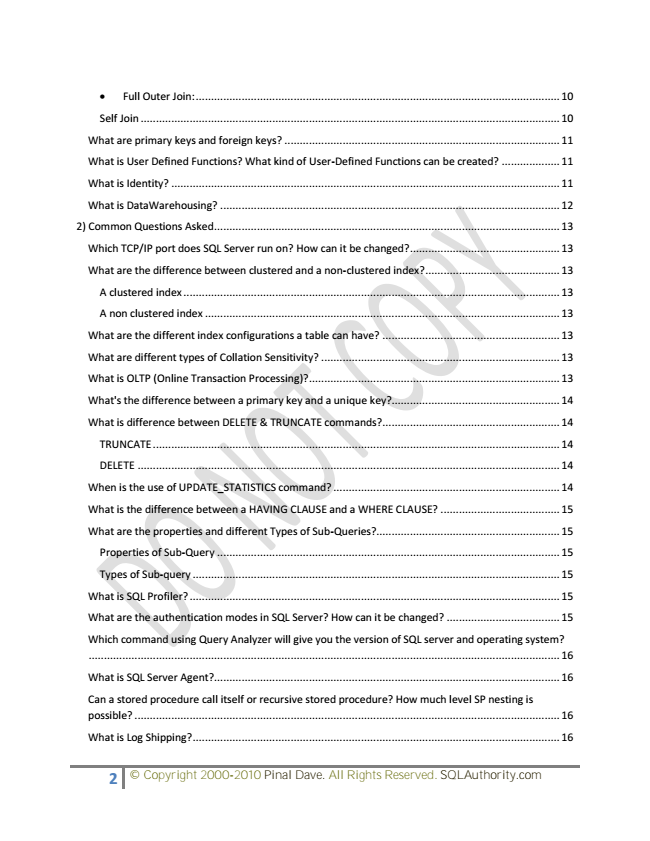 • Full Outer Join: ........ 10
Self Join ........ 10
What are primary keys and foreign keys? ........ 11
What is User Defined Functions? What kind of User-Defined Functions can be created? ........ 11
What is Identity? ........ 11
What is DataWarehousing? ........ 12
2) Common Questions Asked ........ 13
Which TCP/IP port does SQL Server run on? How can it be changed? ........ 13
What are the difference between clustered and a non-clustered index? ........ 13
A clustered index ........ 13
A non clustered index ........ 13
What are the different index configurations a table can have? ........ 13
What are different types of Collation Sensitivity? ........ 13
What is OLTP (Online Transaction Processing)? ........ 13
What's the difference between a primary key and a unique key? ........ 14
What is difference between DELETE & TRUNCATE commands? ........ 14
TRUNCATE ........ 14
DELETE ........ 14
When is the use of UPDATE_STATISTICS command? ........ 14
What is the difference between a HAVING CLAUSE and a WHERE CLAUSE? ........ 15
What are the properties and different Types of Sub-Queries? ........ 15
Properties of Sub-Query ........ 15
Types of Sub-query ........ 15
What is SQL Profiler? ........ 15
What are the authentication modes in SQL Server? How can it be changed? ........ 15
Which command using Query Analyzer will give you the version of SQL server and operating system?
........ 16
What is SQL Server Agent? ........ 16
Can a stored procedure call itself or recursive stored procedure? How much level SP nesting is
possible? ........ 16
What is Log Shipping? ........ 16
DO NOT COPY
2 © Copyright 2000-2010 Pinal Dave. All Rights Reserved. SQLAuthority.com